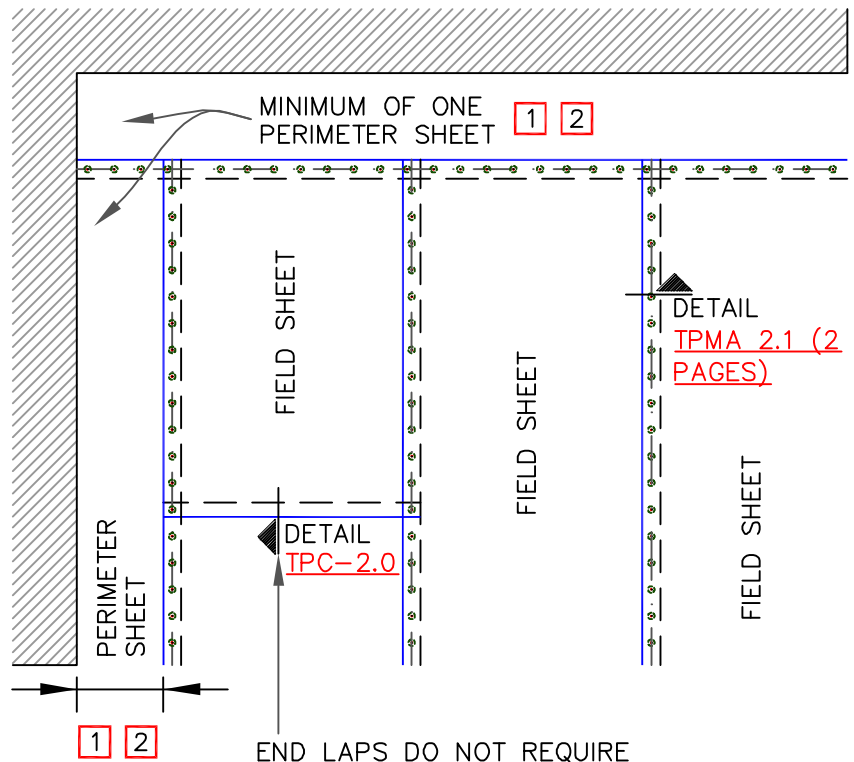 MINIMUM OF ONE
PERIMETER SHEET 1 2
FIELD SHEET
DETAIL
TPMA 2.1 (2
PAGES)
FIELD SHEET
FIELD SHEET
DETAIL
TPC-2.0
PERIMETER
SHEET
1 2
END LAPS DO NOT REQUIRE